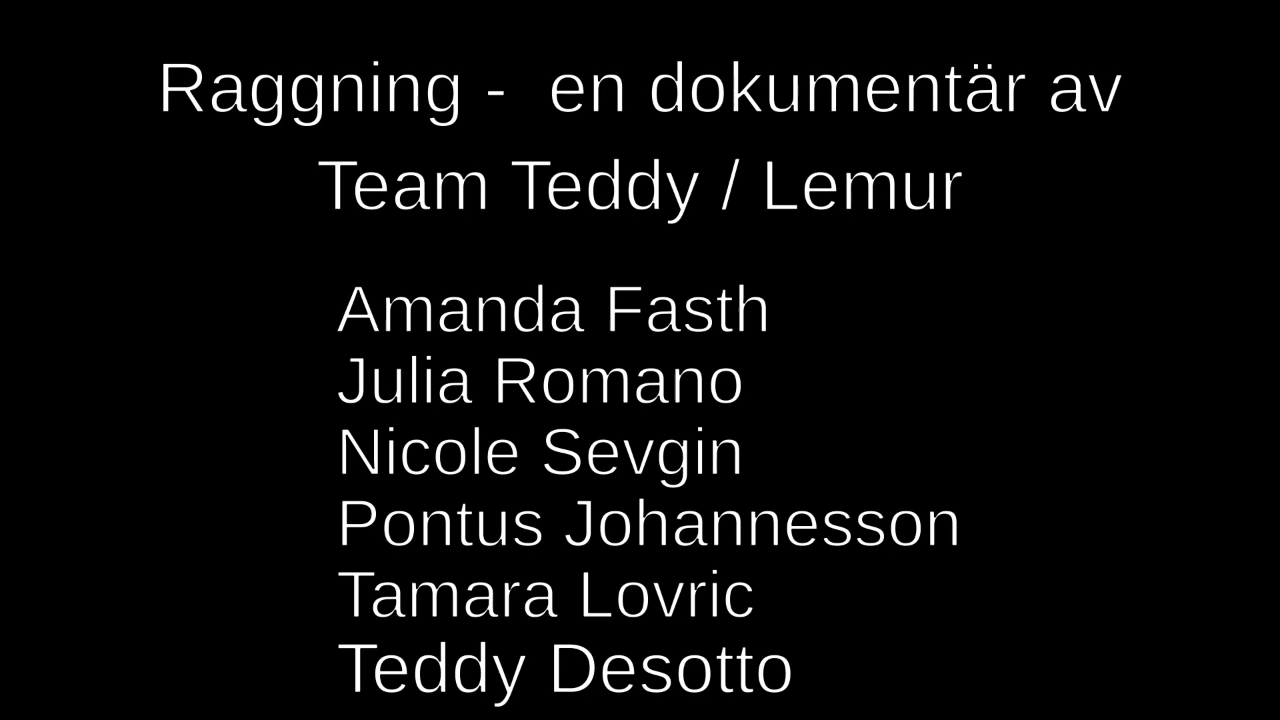 Raggning -  en dokumentär av
Team Teddy / Lemur
Amanda Fasth
Julia Romano
Nicole Sevgin
Pontus Johannesson
Tamara Lovric
Teddy Desotto